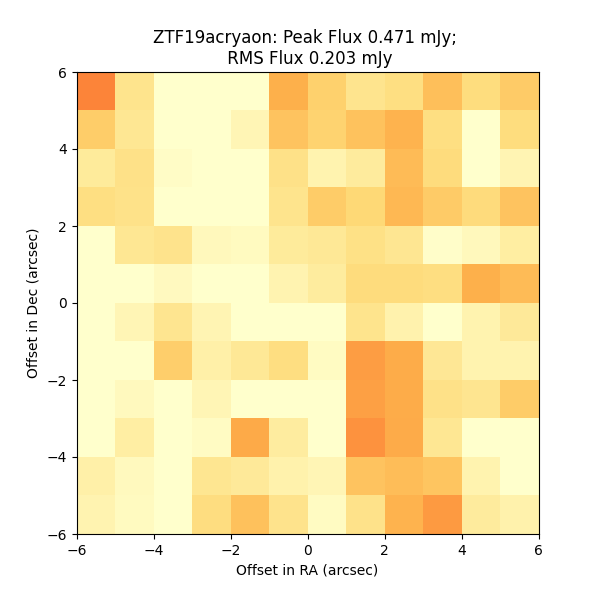 ZTF19acryaon: Peak Flux 0.471 mJy;
RMS Flux 0.203 mJy
6
4
2
0
−2
−4
−6
Offset in Dec (arcsec)
−6 −4 −2 0 2 4 6
Offset in RA (arcsec)